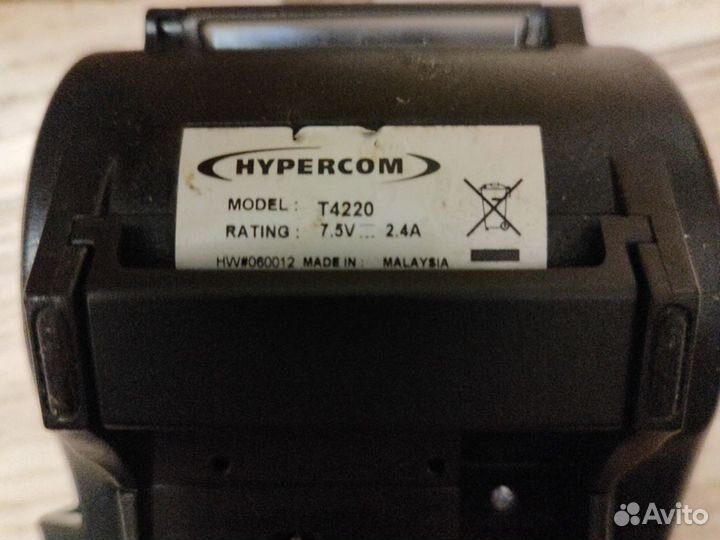 HYPERCOM
MODEL : T4220
RATING : 7.5V ⎓ 2.4A
HW#060012 MADE IN : MALAYSIA
Avito